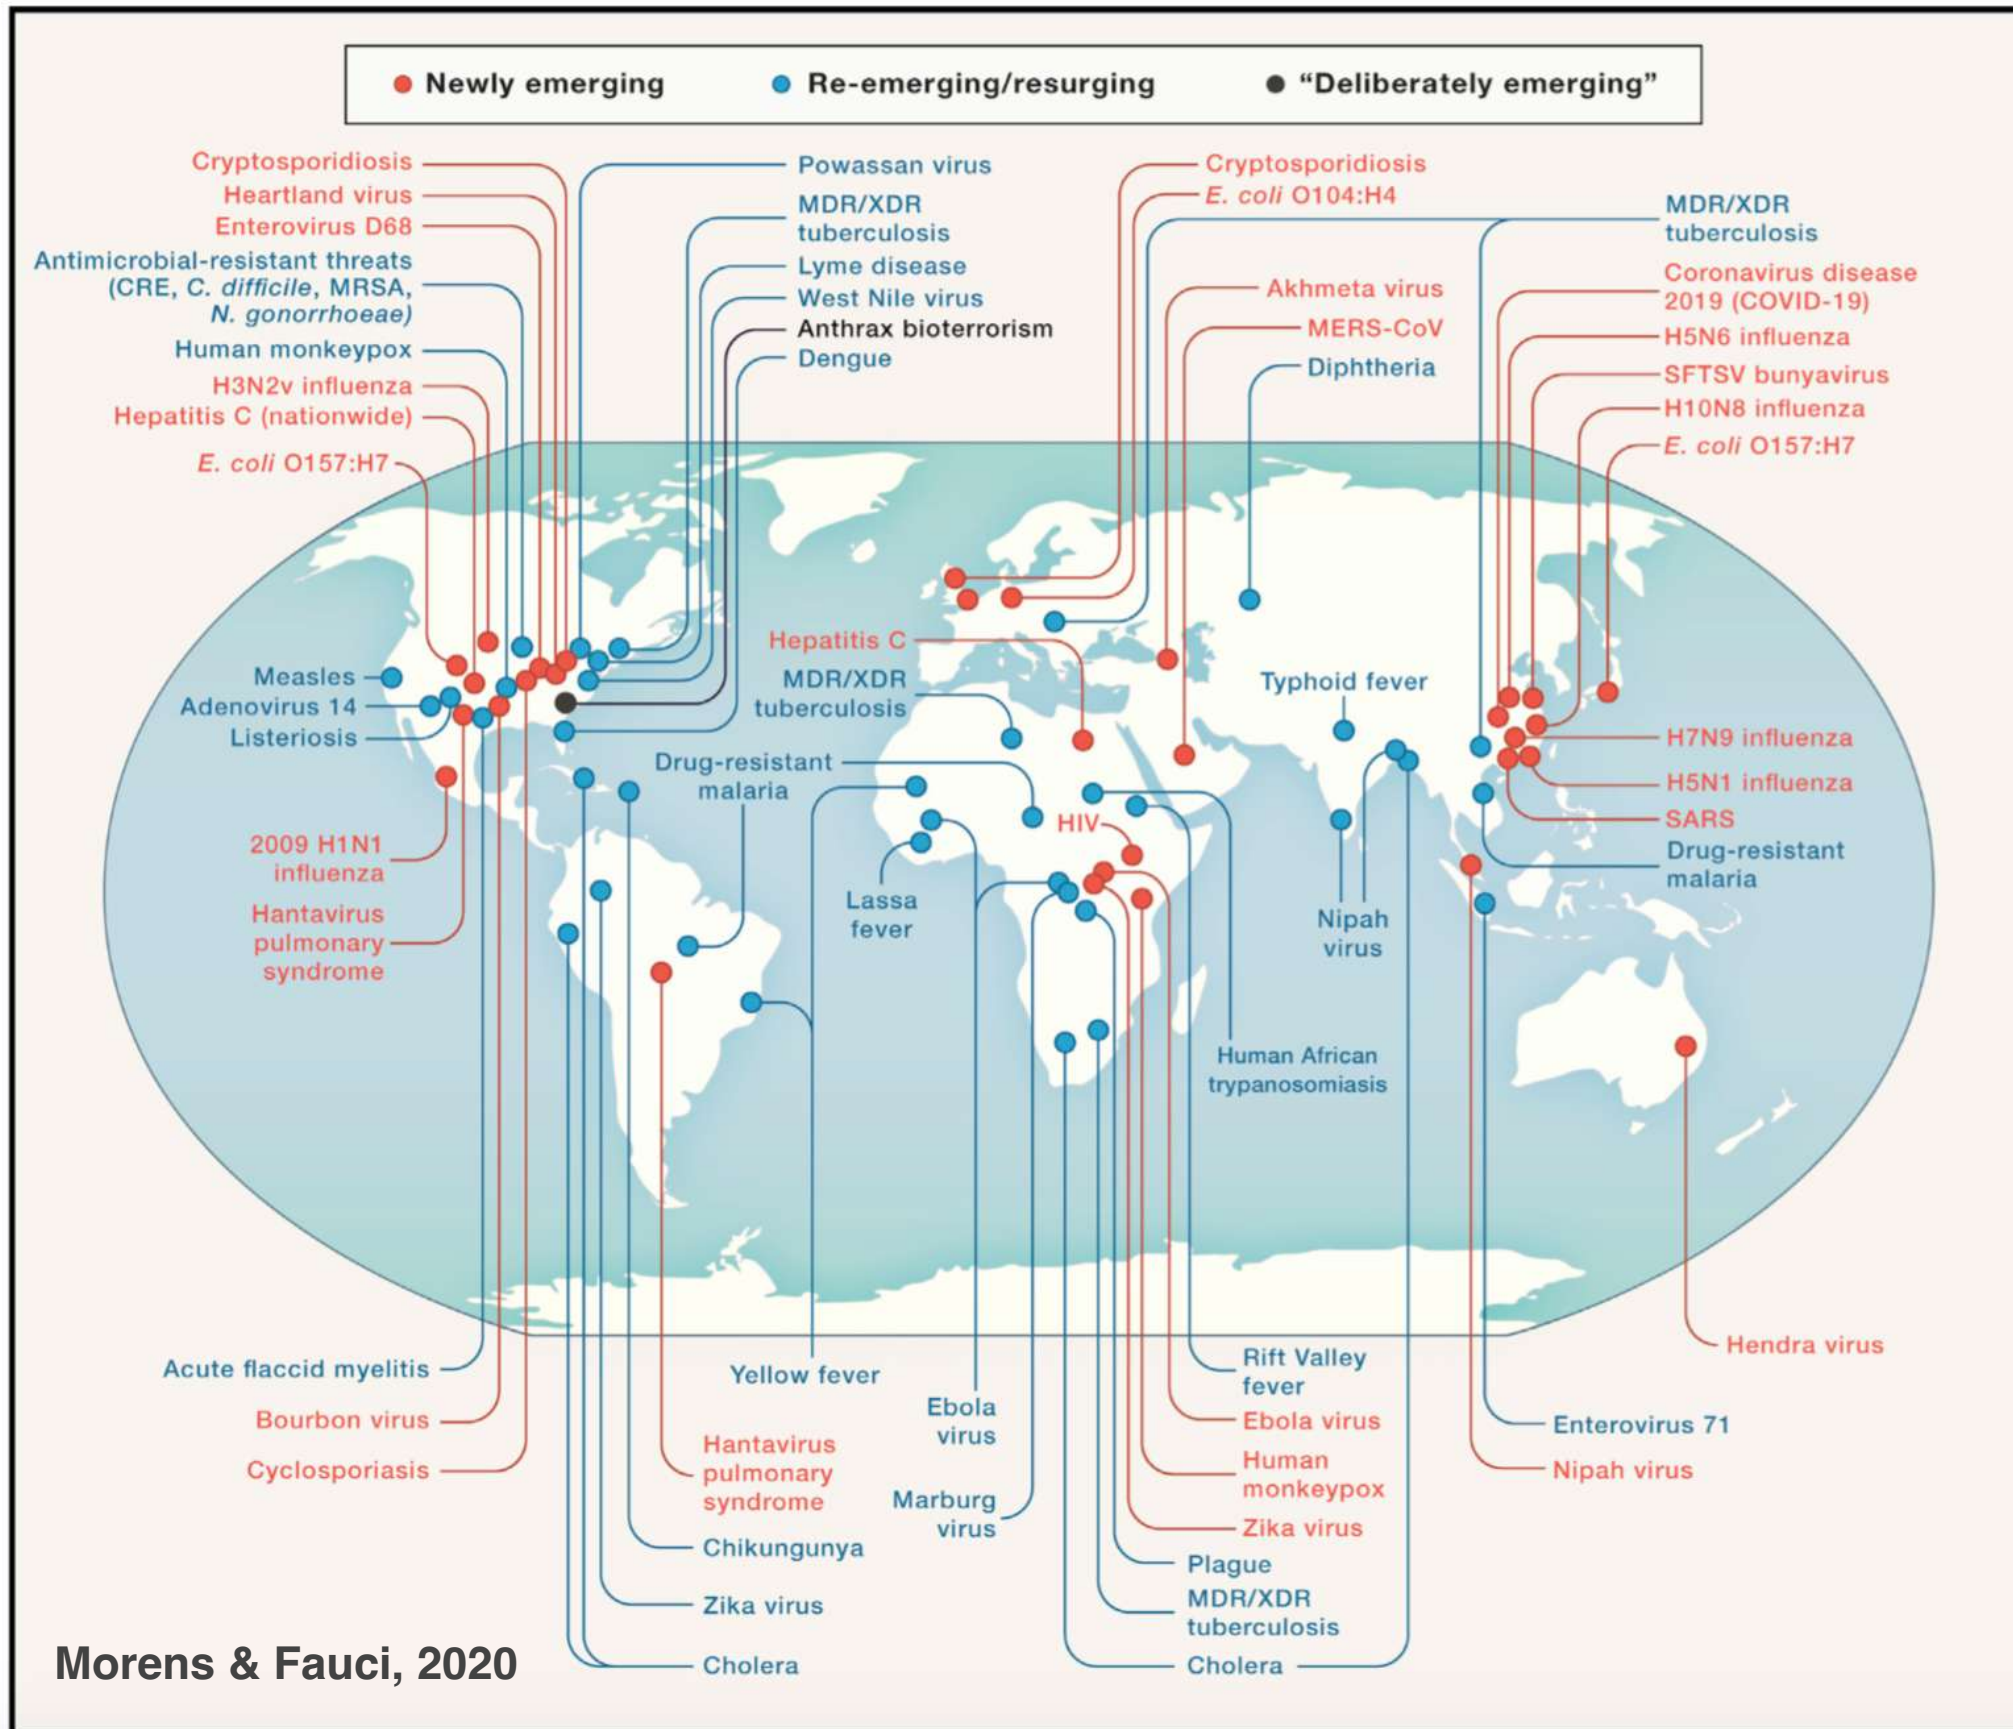 Newly emerging
Re-emerging/resurging
“Deliberately emerging”
Cryptosporidiosis
Heartland virus
Enterovirus D68
Antimicrobial-resistant threats
(CRE, C. difficile, MRSA,
N. gonorrhoeae)
Human monkeypox
H3N2v influenza
Hepatitis C (nationwide)
E. coli O157:H7
Powassan virus
MDR/XDR
tuberculosis
Lyme disease
West Nile virus
Anthrax bioterrorism
Dengue
Cryptosporidiosis
E. coli O104:H4
Akhmeta virus
MERS-CoV
Diphtheria
MDR/XDR
tuberculosis
Coronavirus disease
2019 (COVID-19)
H5N6 influenza
SFTSV bunyavirus
H10N8 influenza
E. coli O157:H7
Measles
Adenovirus 14
Listeriosis
2009 H1N1
influenza
Hantavirus
pulmonary
syndrome
Hepatitis C
MDR/XDR
tuberculosis
Drug-resistant
malaria
HIV
Lassa
fever
Typhoid fever
Nipah
virus
Human African
trypanosomiasis
H7N9 influenza
H5N1 influenza
SARS
Drug-resistant
malaria
Acute flaccid myelitis
Bourbon virus
Cyclosporiasis
Yellow fever
Hantavirus
pulmonary
syndrome
Chikungunya
Zika virus
Cholera
Ebola
virus
Marburg
virus
Rift Valley
fever
Ebola virus
Human
monkeypox
Zika virus
Plague
MDR/XDR
tuberculosis
Cholera
Hendra virus
Enterovirus 71
Nipah virus
Morens & Fauci, 2020